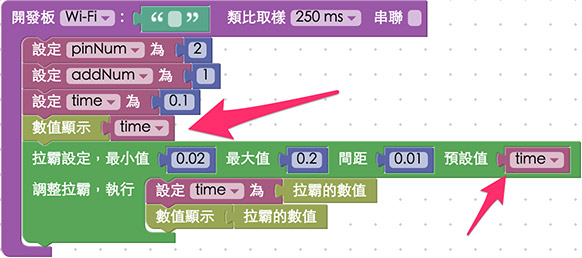 開發板 Wi-Fi ： “ ” 類比取樣 250 ms 串聯
設定 pinNum 為 2
設定 addNum 為 1
設定 time 為 0.1
數值顯示 time
拉霸設定，最小值 0.02 最大值 0.2 間距 0.01 預設值 time
調整拉霸，執行 設定 time 為 拉霸的數值
數值顯示 拉霸的數值